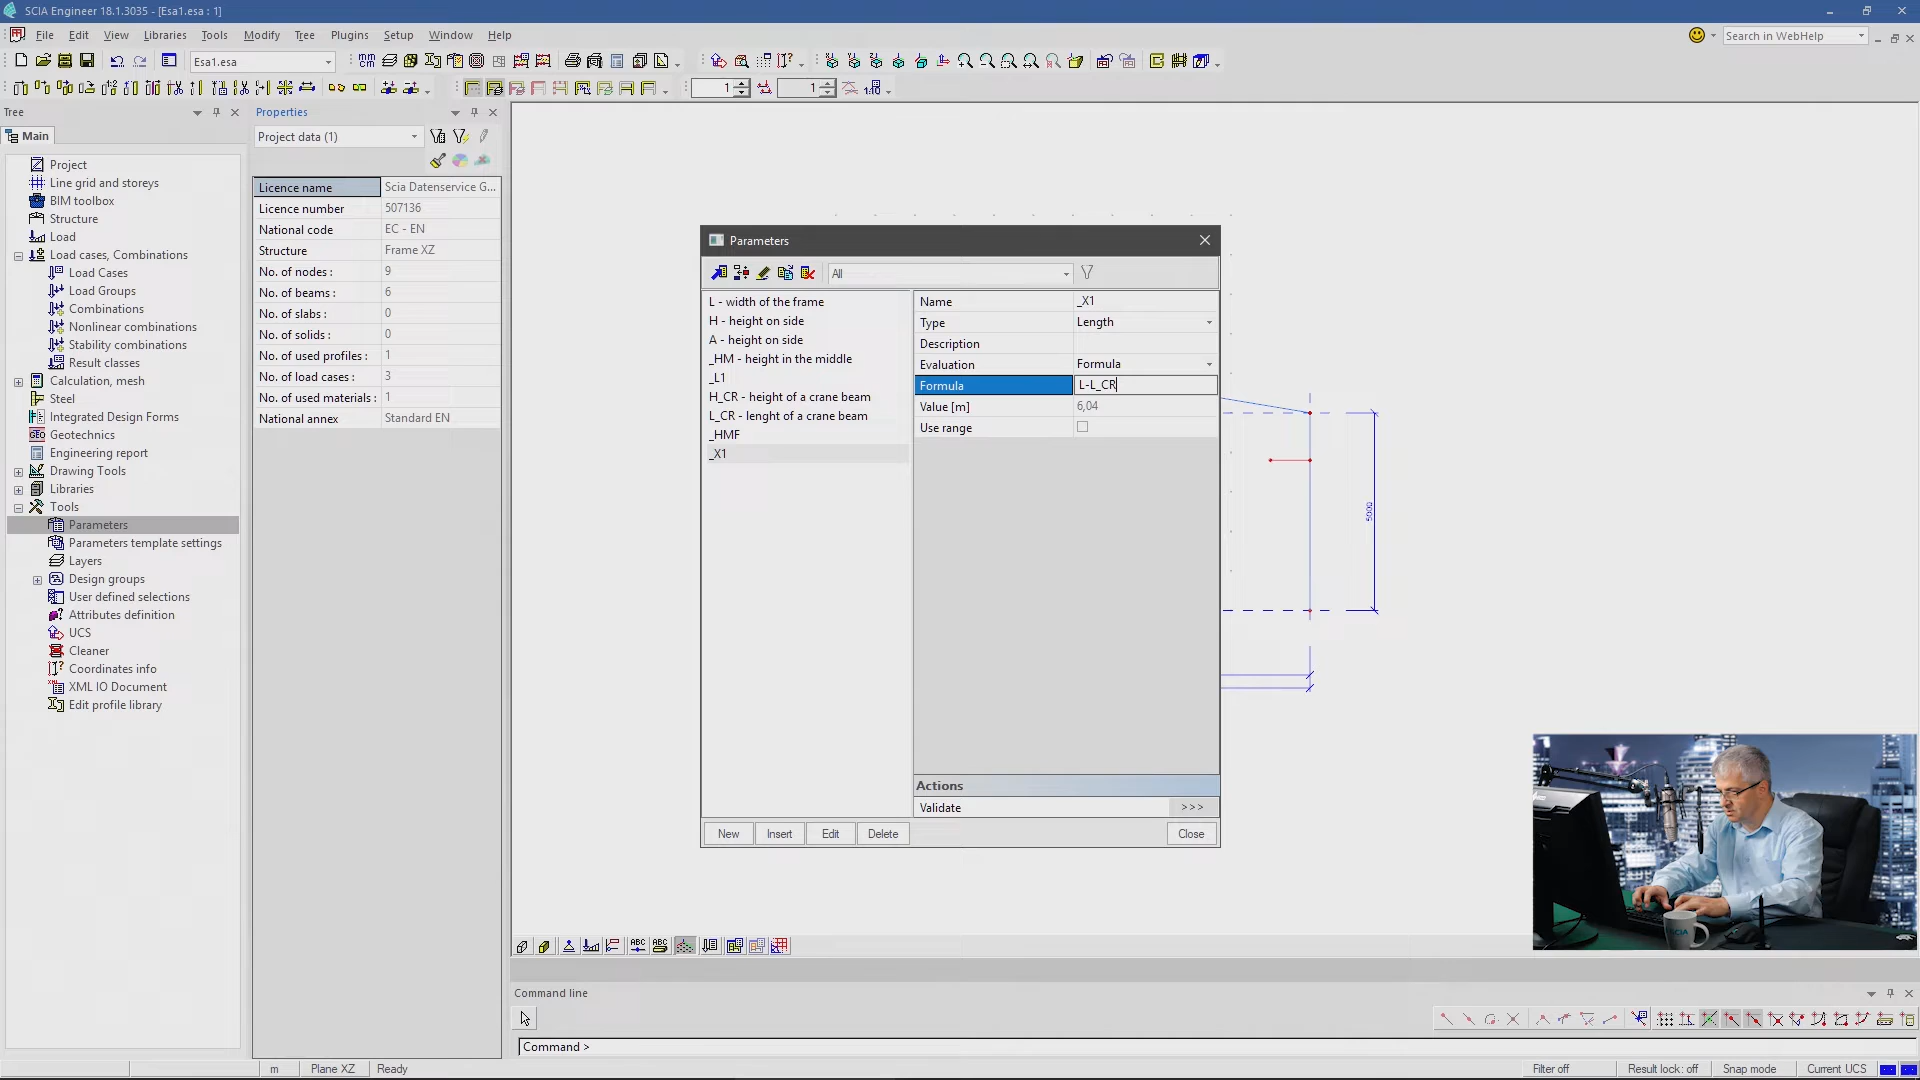 SCIA Engineer 18.1.3035 - [Esa1.esa : 1]
File Edit View Libraries Tools Modify Tree Plugins Setup Window Help
Search in WebHelp
Esa1.esa
1
1
Tree
Main
Project
Line grid and storeys
BIM toolbox
Structure
Load
Load cases, Combinations
Load Cases
Load Groups
Combinations
Nonlinear combinations
Stability combinations
Result classes
Calculation, mesh
Steel
Integrated Design Forms
Geotechnics
Engineering report
Drawing Tools
Libraries
Tools
Parameters
Parameters template settings
Layers
Design groups
User defined selections
Attributes definition
UCS
Cleaner
Coordinates info
XML IO Document
Edit profile library
Properties
Project data (1)
Licence name Scia Datenservice G...
Licence number 507136
National code EC - EN
Structure Frame XZ
No. of nodes : 9
No. of beams : 6
No. of slabs : 0
No. of solids : 0
No. of used profiles : 1
No. of load cases : 3
No. of used materials : 1
National annex Standard EN
Parameters
All
L - width of the frame
H - height on side
A - height on side
_HM - height in the middle
_L1
H_CR - height of a crane beam
L_CR - lenght of a crane beam
_HMF
_X1
Name _X1
Type Length
Description
Evaluation Formula
Formula L-L_CR
Value [m] 6,04
Use range
Actions
Validate >>>
New Insert Edit Delete Close
5000
SCIA
Command line
Command >
m Plane XZ Ready
Filter off Result lock: off Snap mode Current UCS